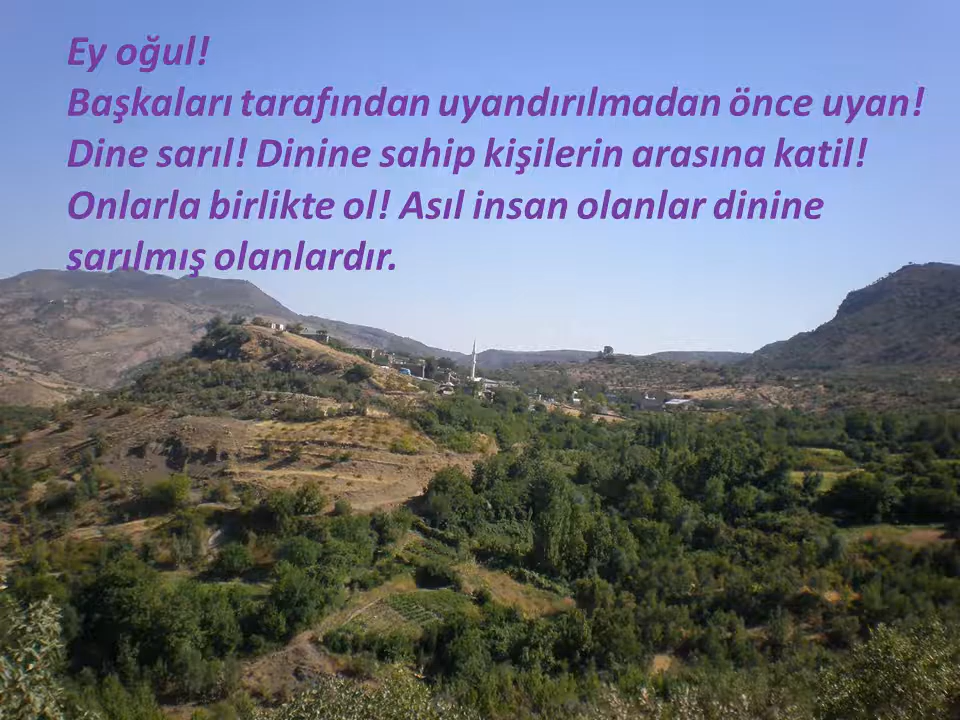 Ey oğul!
Başkaları tarafından uyandırılmadan önce uyan!
Dine sarıl! Dinine sahip kişilerin arasına katil!
Onlarla birlikte ol! Asıl insan olanlar dinine
sarılmış olanlardır.